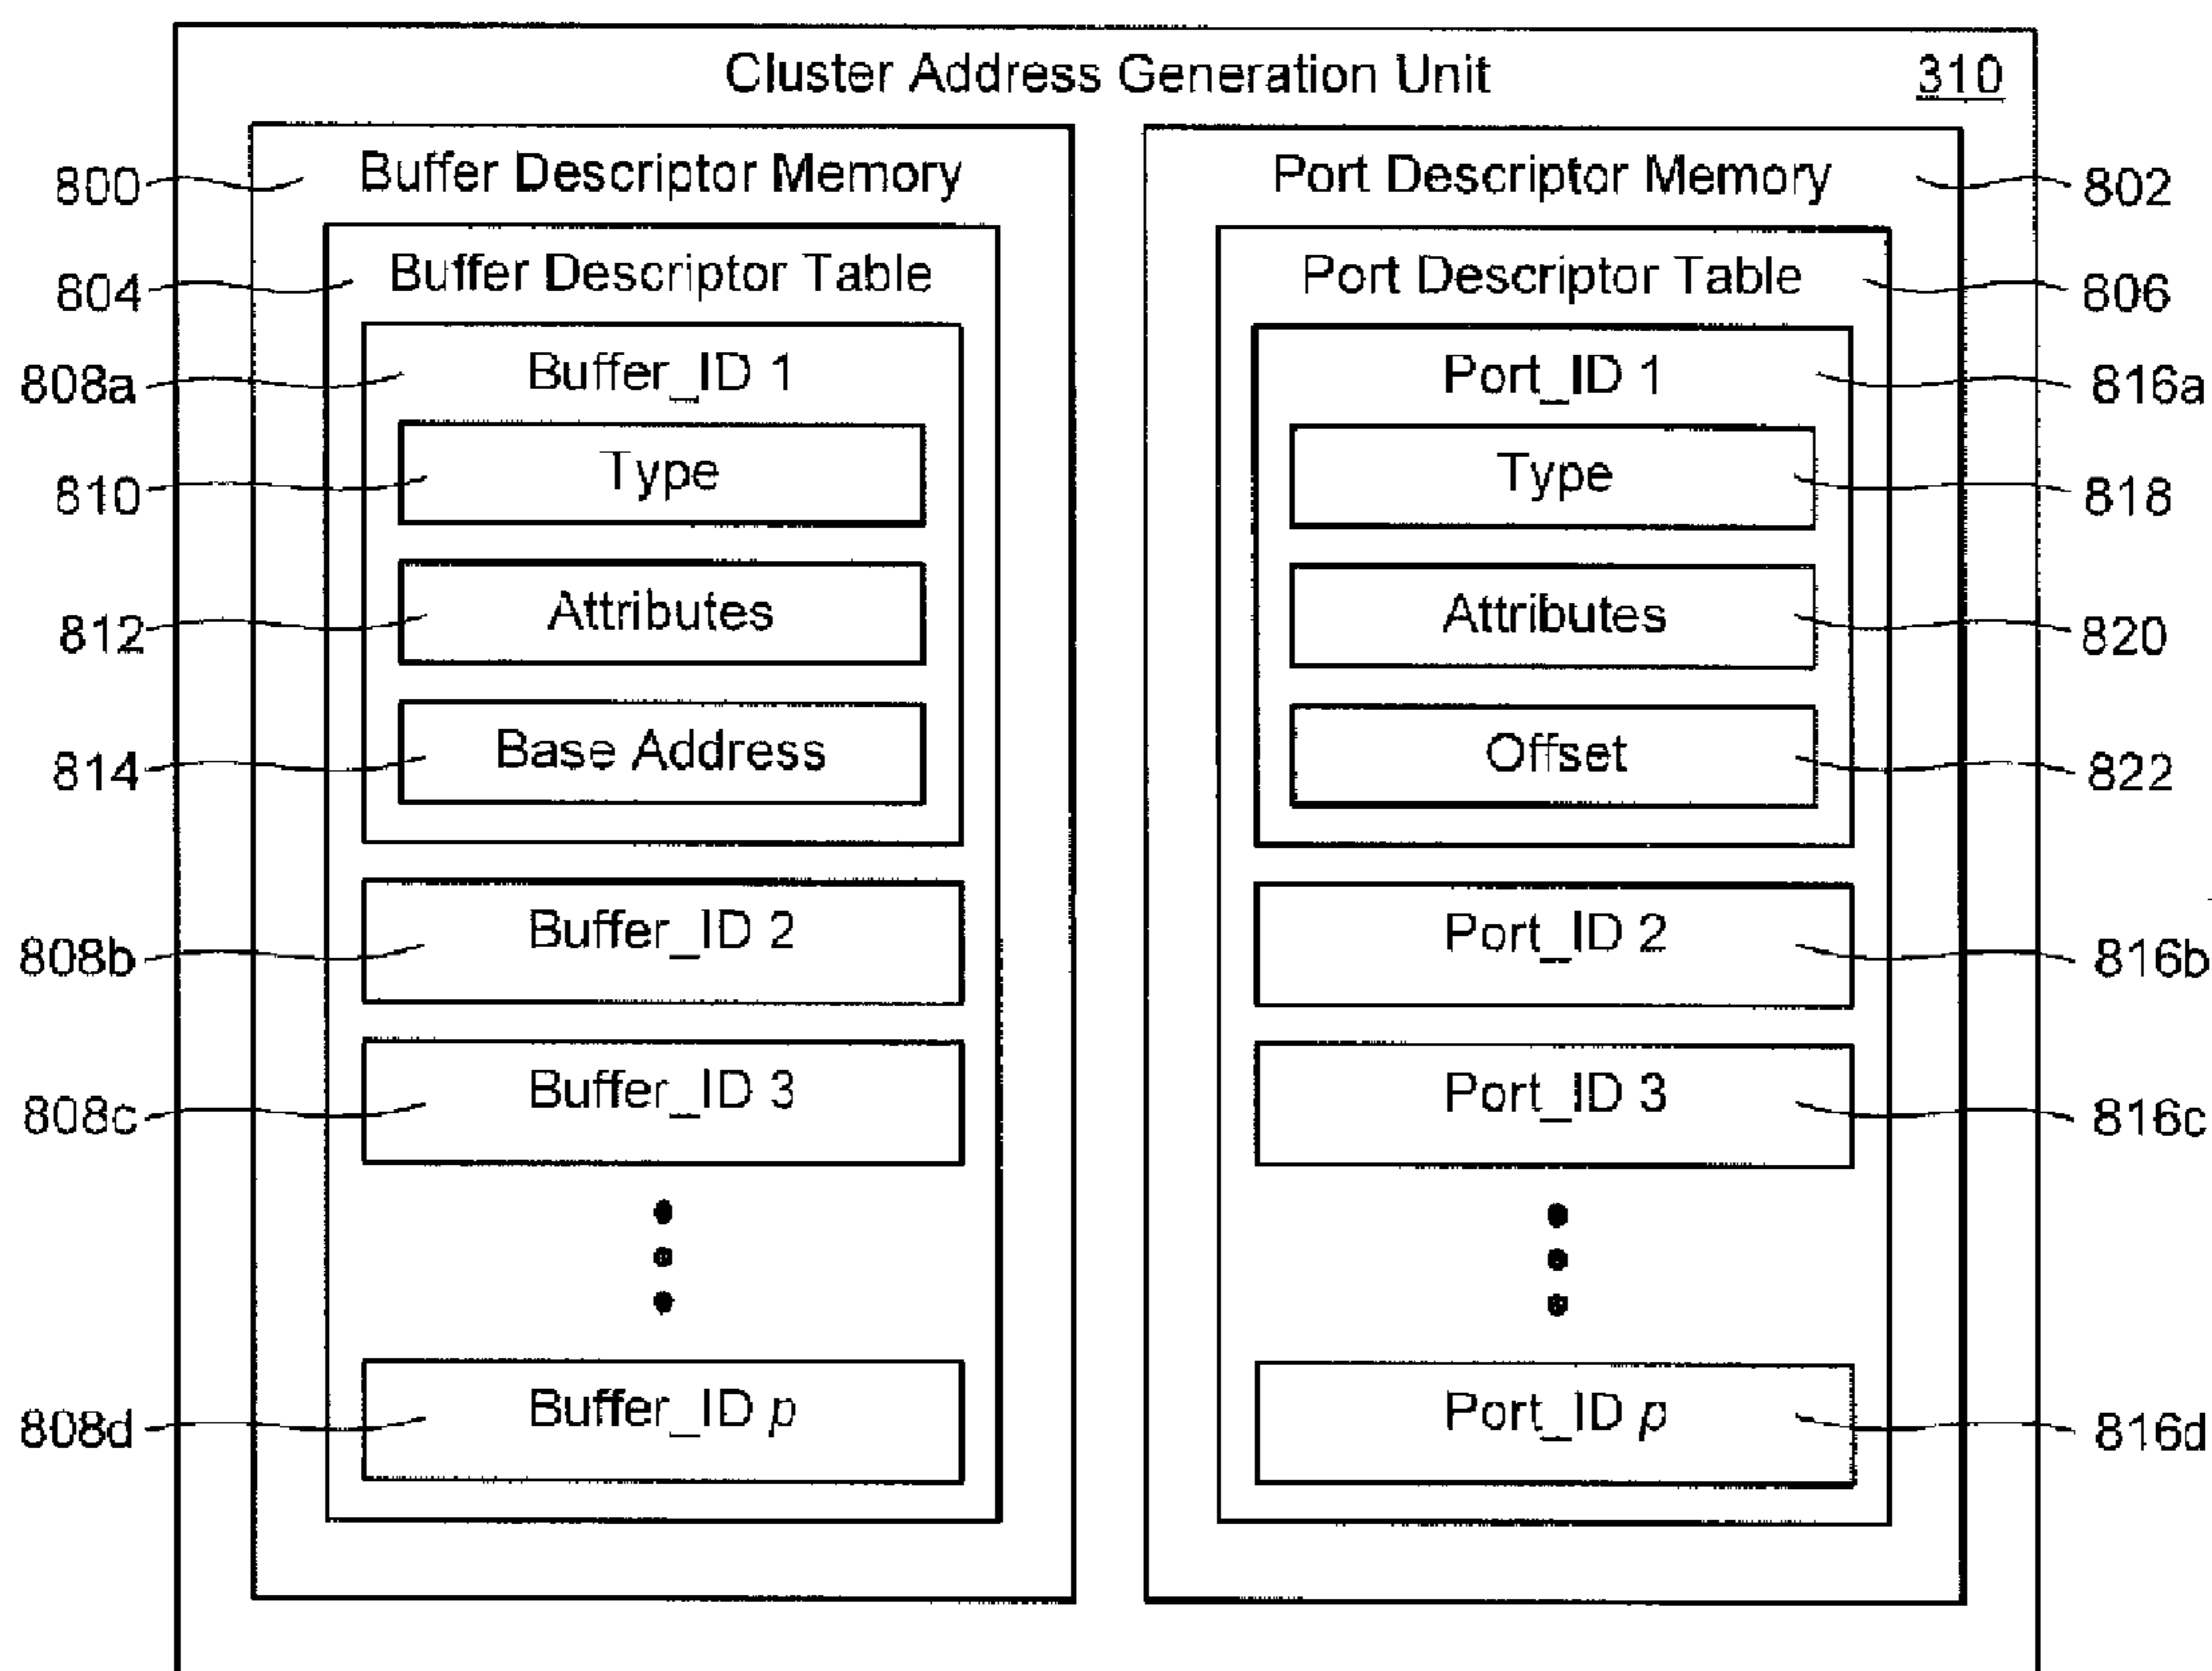 Cluster Address Generation Unit 310
800 Buffer Descriptor Memory Port Descriptor Memory 802
804 Buffer Descriptor Table Port Descriptor Table 806
808a Buffer_ID 1 Port_ID 1 816a
810 Type Type 818
812 Attributes Attributes 820
814 Base Address Offset 822
808b Buffer_ID 2 Port_ID 2 816b
808c Buffer_ID 3 Port_ID 3 816c
808d Buffer_ID p Port_ID p 816d